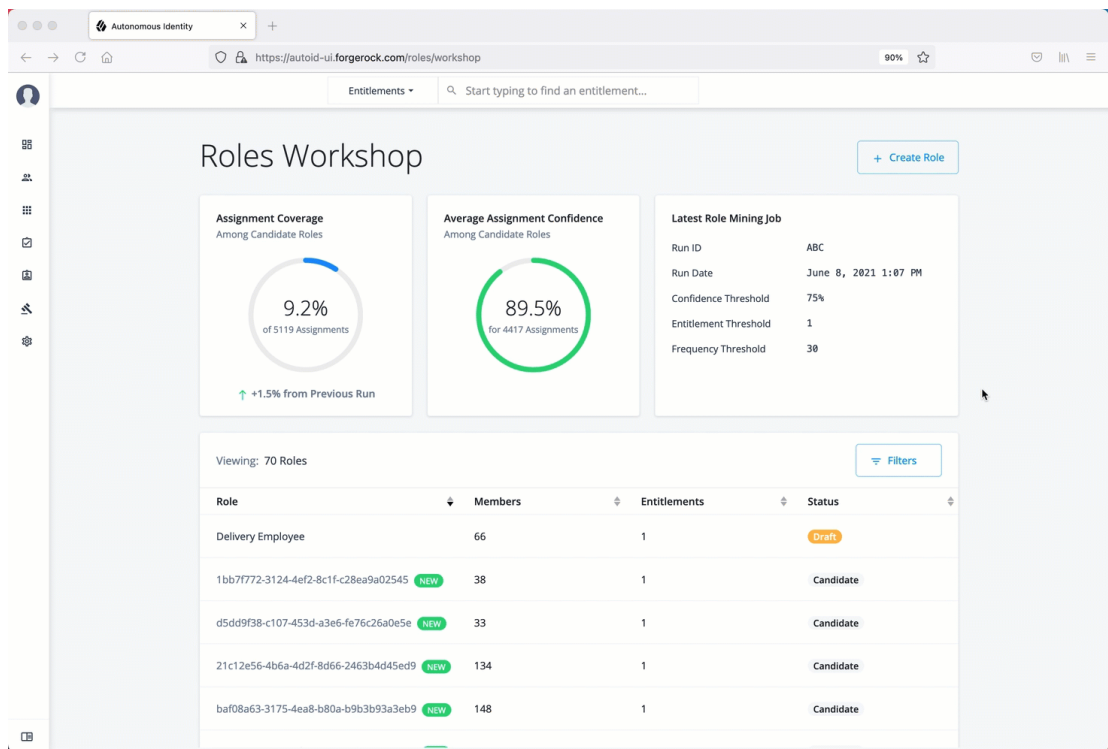 Autonomous Identity
https://autoid-ui.forgerock.com/roles/workshop
90%
Entitlements
Start typing to find an entitlement...
Roles Workshop
+ Create Role
Assignment Coverage
Among Candidate Roles
9.2%
of 5119 Assignments
+1.5% from Previous Run
Average Assignment Confidence
Among Candidate Roles
89.5%
for 4417 Assignments
Latest Role Mining Job
Run ID ABC
Run Date June 8, 2021 1:07 PM
Confidence Threshold 75%
Entitlement Threshold 1
Frequency Threshold 30
Viewing: 70 Roles
Filters
Role Members Entitlements Status
Delivery Employee 66 1 Draft
1bb7f772-3124-4ef2-8c1f-c28ea9a02545 NEW 38 1 Candidate
d5dd9f38-c107-453d-a3e6-fe76c26a0e5e NEW 33 1 Candidate
21c12e56-4b6a-4d2f-8d66-2463b4d45ed9 NEW 134 1 Candidate
baf08a63-3175-4ea8-b80a-b9b3b93a3eb9 NEW 148 1 Candidate